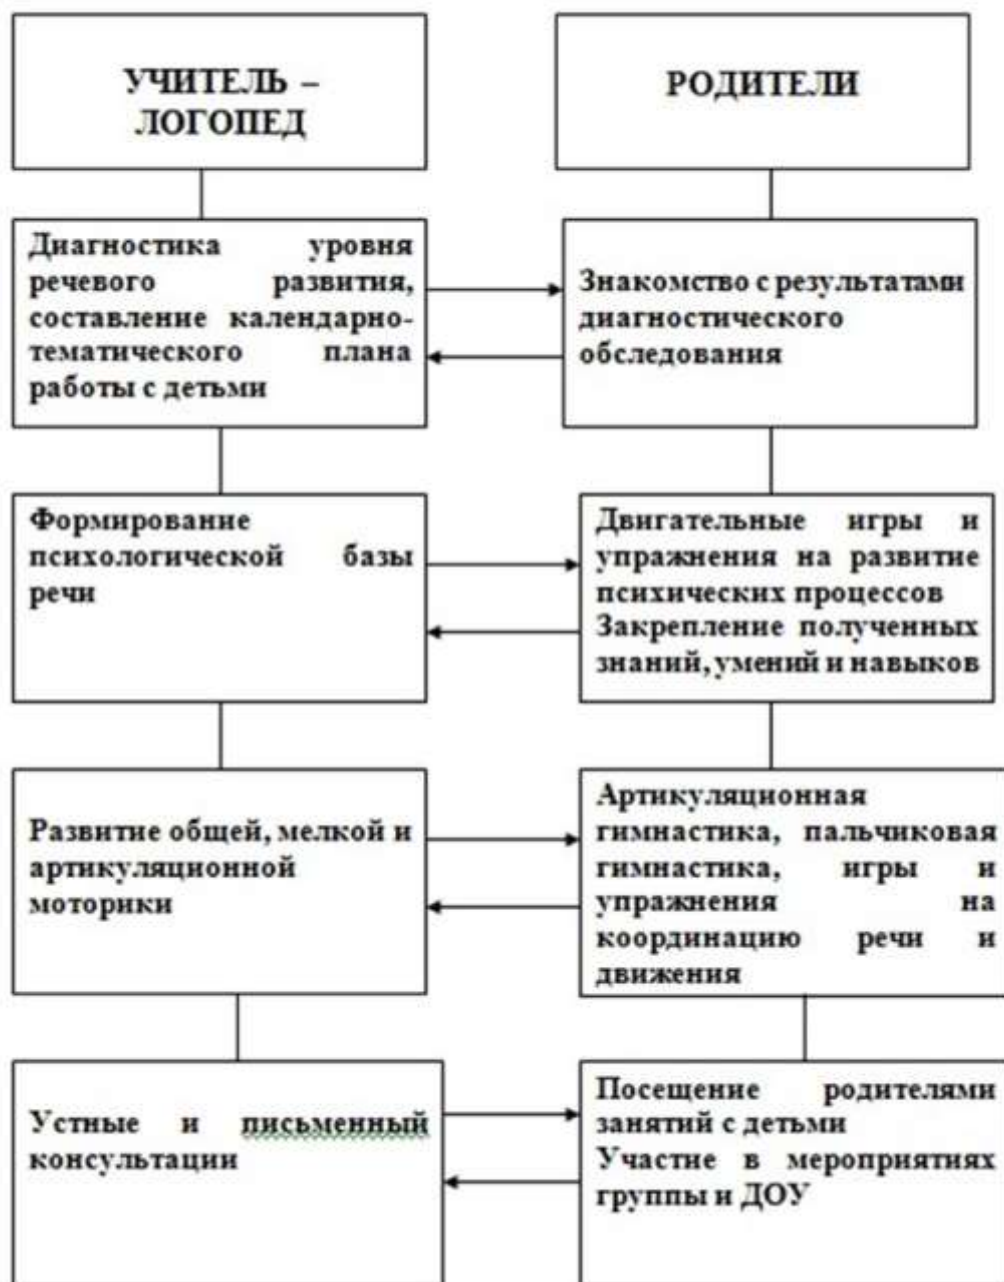 УЧИТЕЛЬ –
ЛОГОПЕД
РОДИТЕЛИ
Диагностика уровня
речевого развития,
составление календарно-
тематического плана
работы с детьми
Знакомство с результатами
диагностического
обследования
Формирование
психологической базы
речи
Двигательные игры и
упражнения на развитие
психических процессов
Закрепление полученных
знаний, умений и навыков
Развитие общей, мелкой и
артикуляционной
моторики
Артикуляционная
гимнастика, пальчиковая
гимнастика, игры и
упражнения на
координацию речи и
движения
Устные и письменный
консультации
Посещение родителями
занятий с детьми
Участие в мероприятиях
группы и ДОУ